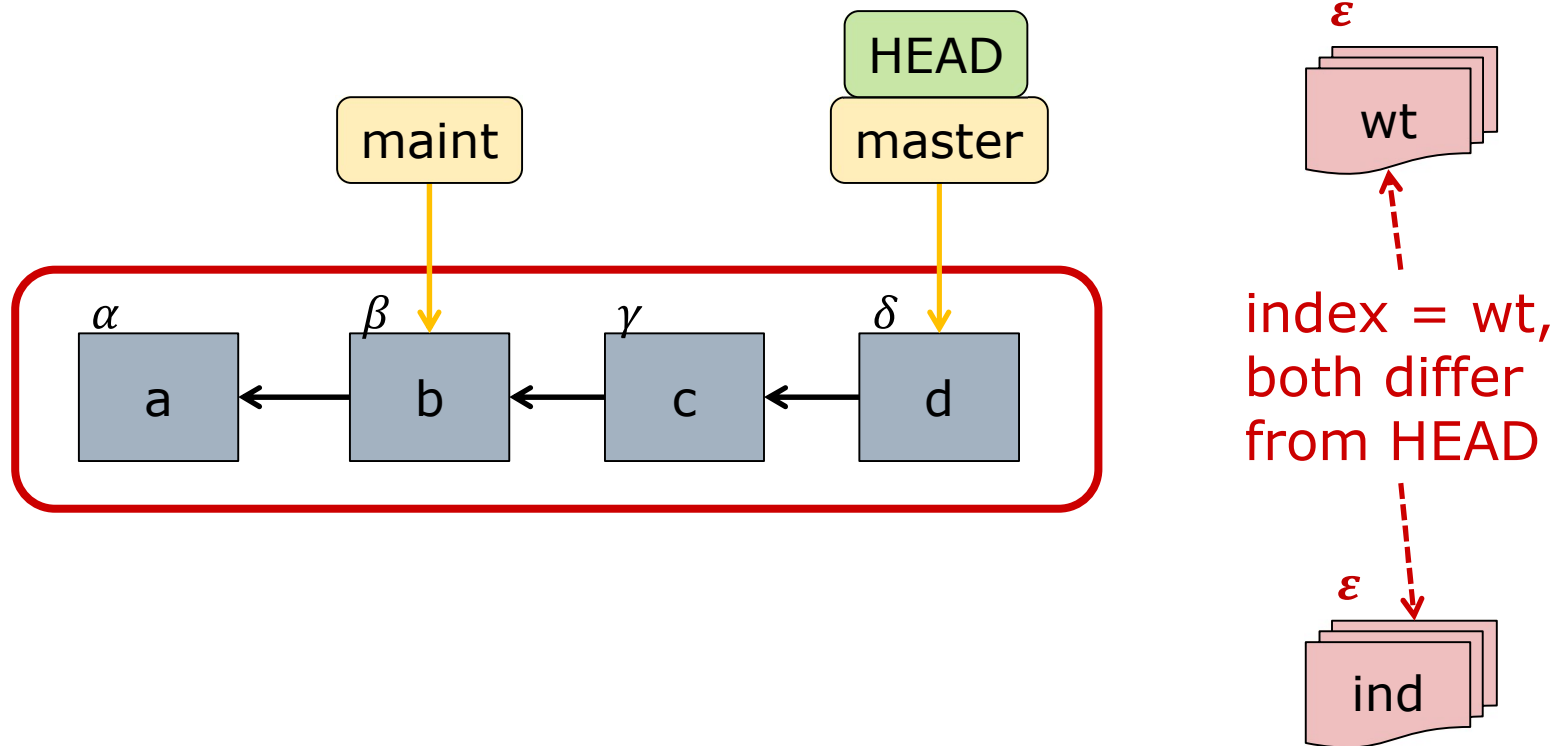 HEAD
maint
master
α
β
γ
δ
a
b
c
d
ε
wt
index = wt,
both differ
from HEAD
ε
ind